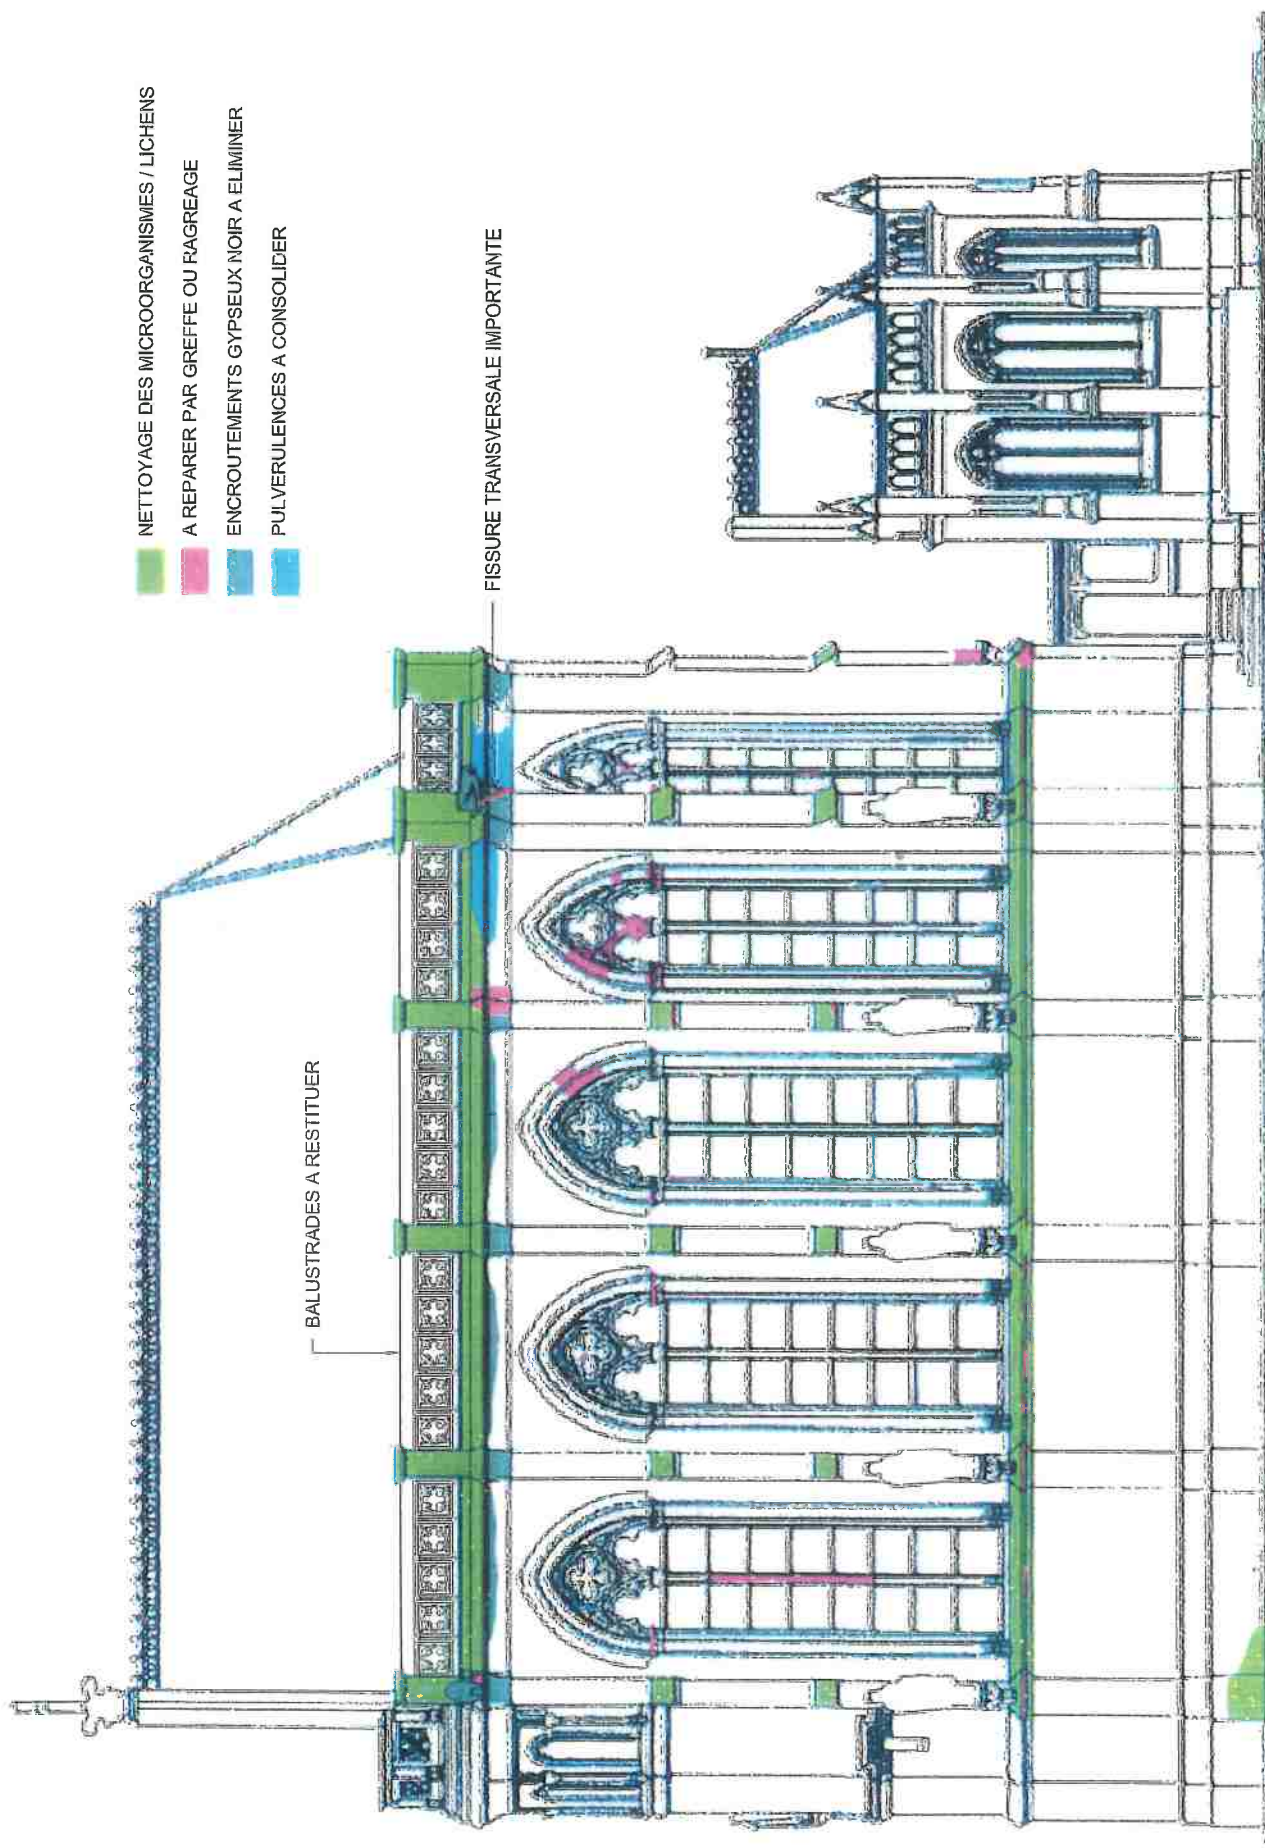 NETTOYAGE DES MICROORGANISMES / LICHENS
A REPARER PAR GREFFE OU RAGREAGE
ENCROUTEMENTS GYPSEUX NOIR A ELIMINER
PULVERULENCES A CONSOLIDER
FISSURE TRANSVERSALE IMPORTANTE
BALUSTRADES A RESTITUER